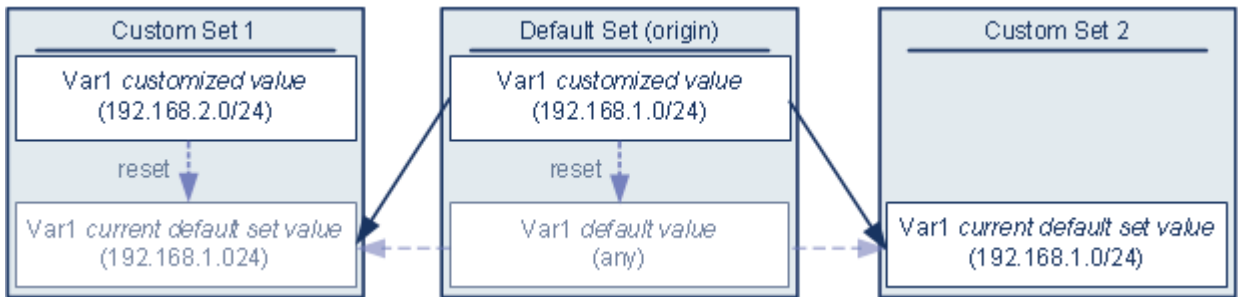 Custom Set 1
Var1 customized value
(192.168.2.0/24)
reset
Var1 current default set value
(192.168.1.024)
Default Set (origin)
Var1 customized value
(192.168.1.0/24)
reset
Var1 default value
(any)
Custom Set 2
Var1 current default set value
(192.168.1.0/24)